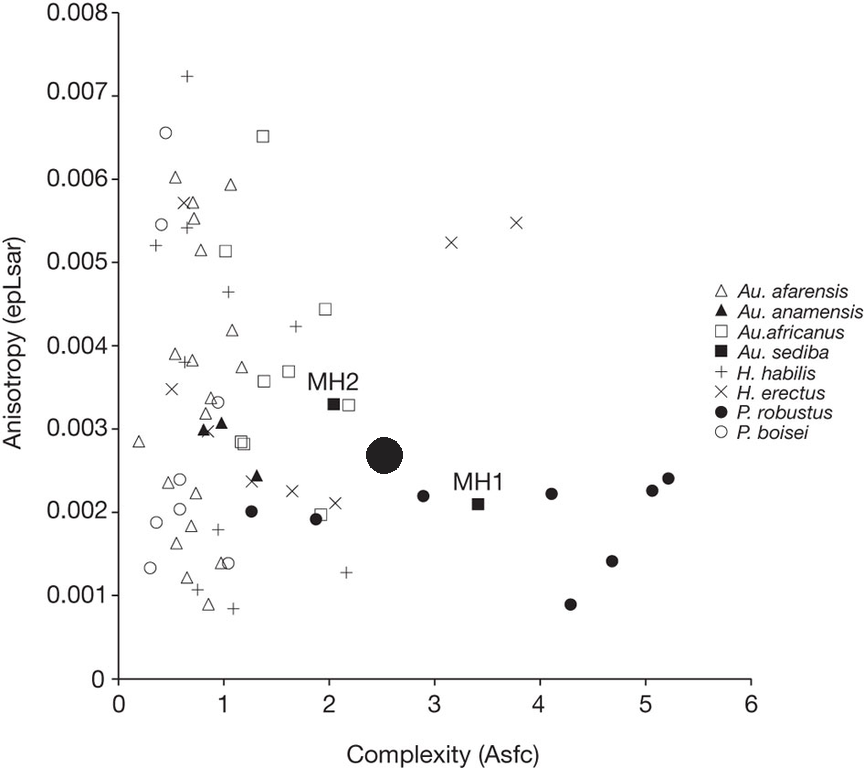 0.008
0.007
0.006
0.005
0.004
0.003
0.002
0.001
0
Anisotropy (epLsar)
MH2
MH1
Au. afarensis
Au. anamensis
Au.africanus
Au. sediba
H. habilis
H. erectus
P. robustus
P. boisei
0 1 2 3 4 5 6
Complexity (Asfc)